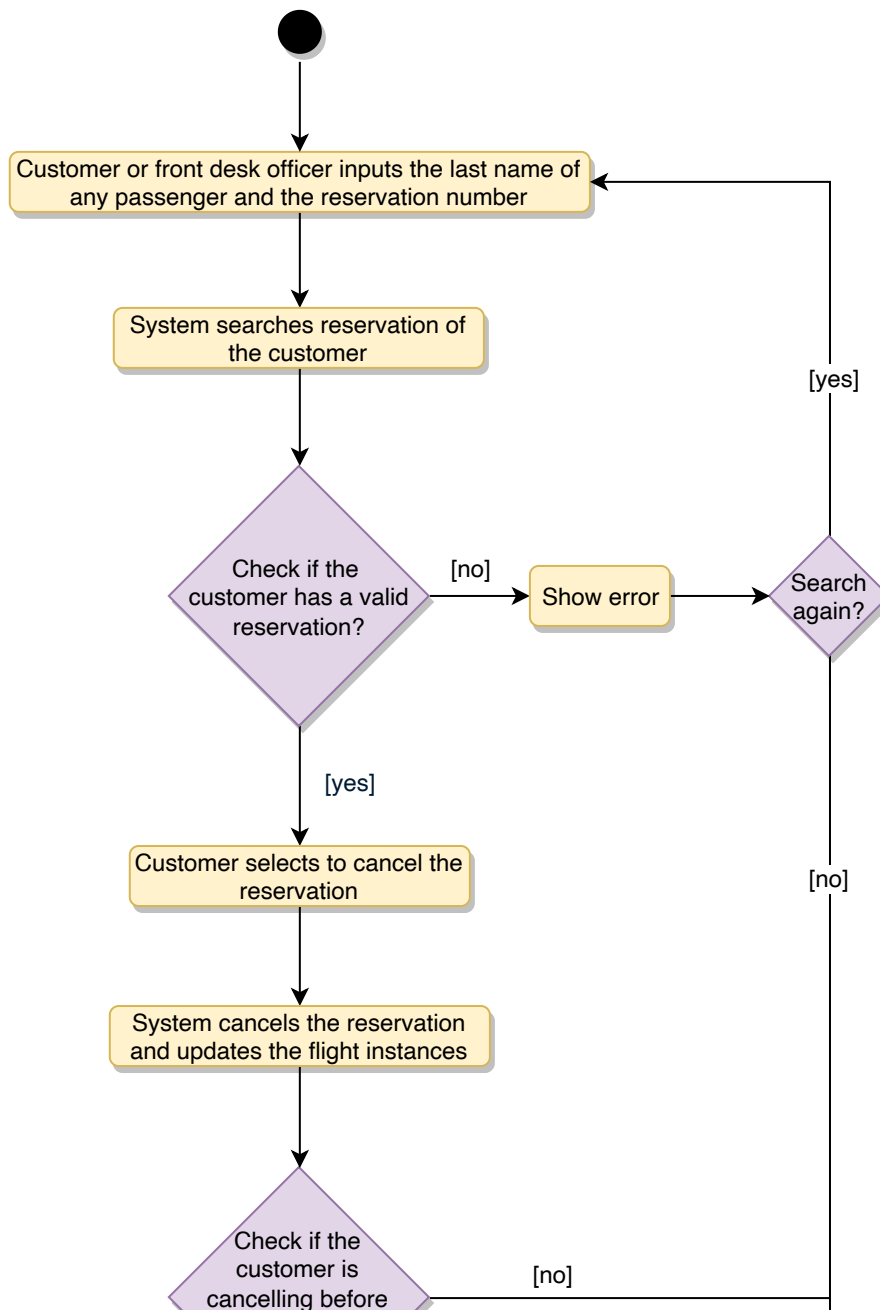 Customer or front desk officer inputs the last name of
any passenger and the reservation number
System searches reservation of
the customer
[yes]
Check if the
customer has a valid
reservation?
[no]
Show error
Search
again?
[yes]
Customer selects to cancel the
reservation
[no]
System cancels the reservation
and updates the flight instances
Check if the
customer is
cancelling before
[no]